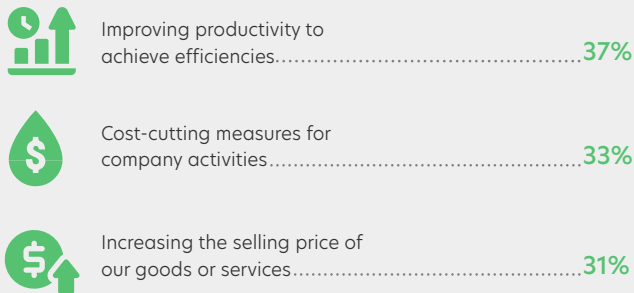 Improving productivity to
achieve efficiencies................................................37%
$
Cost-cutting measures for
company activities.................................................33%
$
Increasing the selling price of
our goods or services.............................................31%